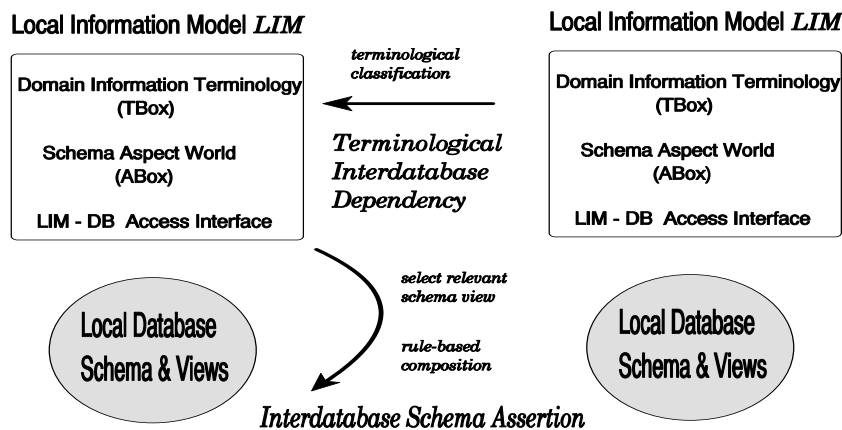 Local Information Model LIM
Domain Information Terminology
(TBox)
Schema Aspect World
(ABox)
LIM - DB Access Interface
Local Database
Schema & Views
terminological
classification
Terminological
Interdatabase
Dependency
select relevant
schema view
rule-based
composition
Interdatabase Schema Assertion
Local Information Model LIM
Domain Information Terminology
(TBox)
Schema Aspect World
(ABox)
LIM - DB Access Interface
Local Database
Schema & Views